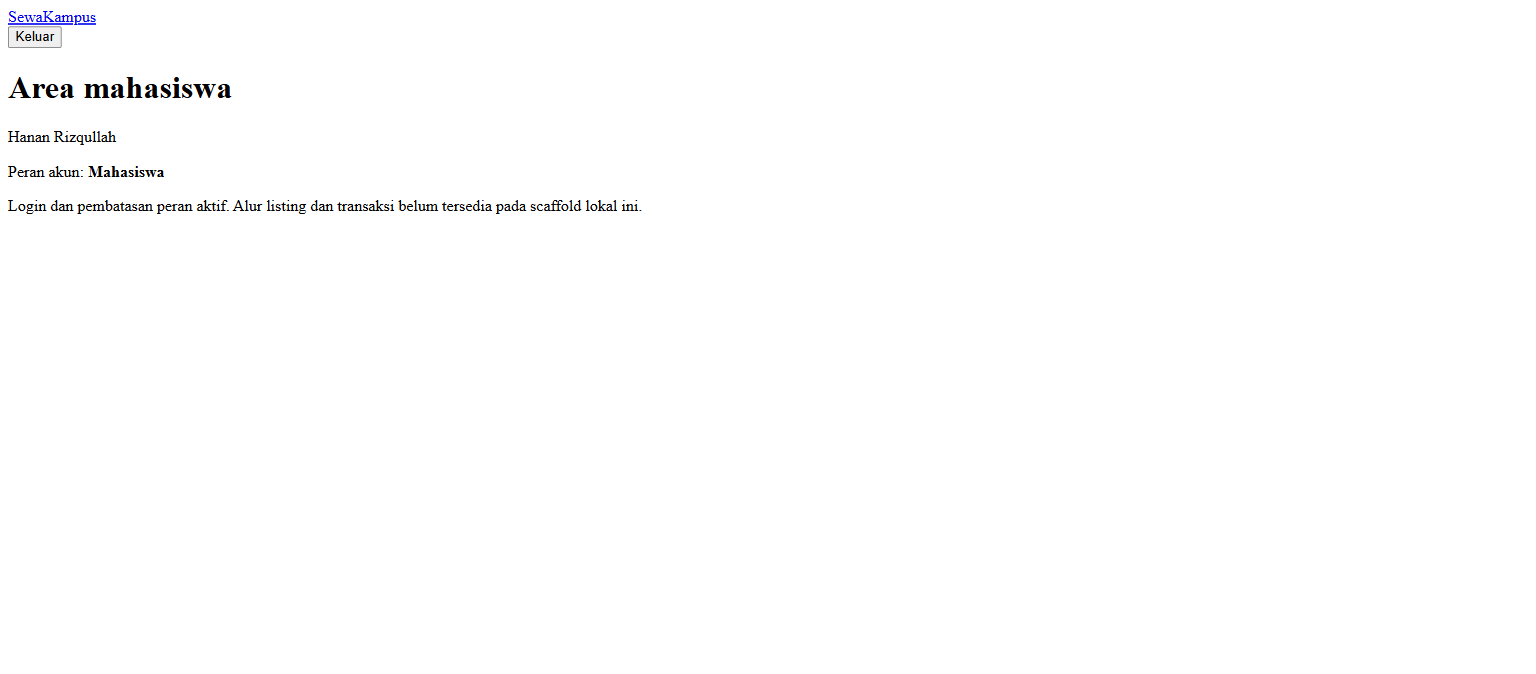 SewaKampus
Keluar
Area mahasiswa
Hanan Rizqullah
Peran akun: Mahasiswa
Login dan pembatasan peran aktif. Alur listing dan transaksi belum tersedia pada scaffold lokal ini.